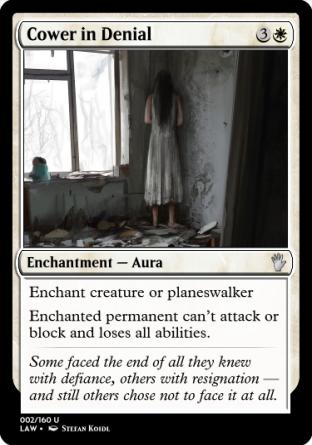 Cower in Denial 3
Enchantment — Aura
Enchant creature or planeswalker
Enchanted permanent can't attack or
block and loses all abilities.
Some faced the end of all they knew
with defiance, others with resignation —
and still others chose not to face it at all.
002/160 U
LAW • Stefan Koidl